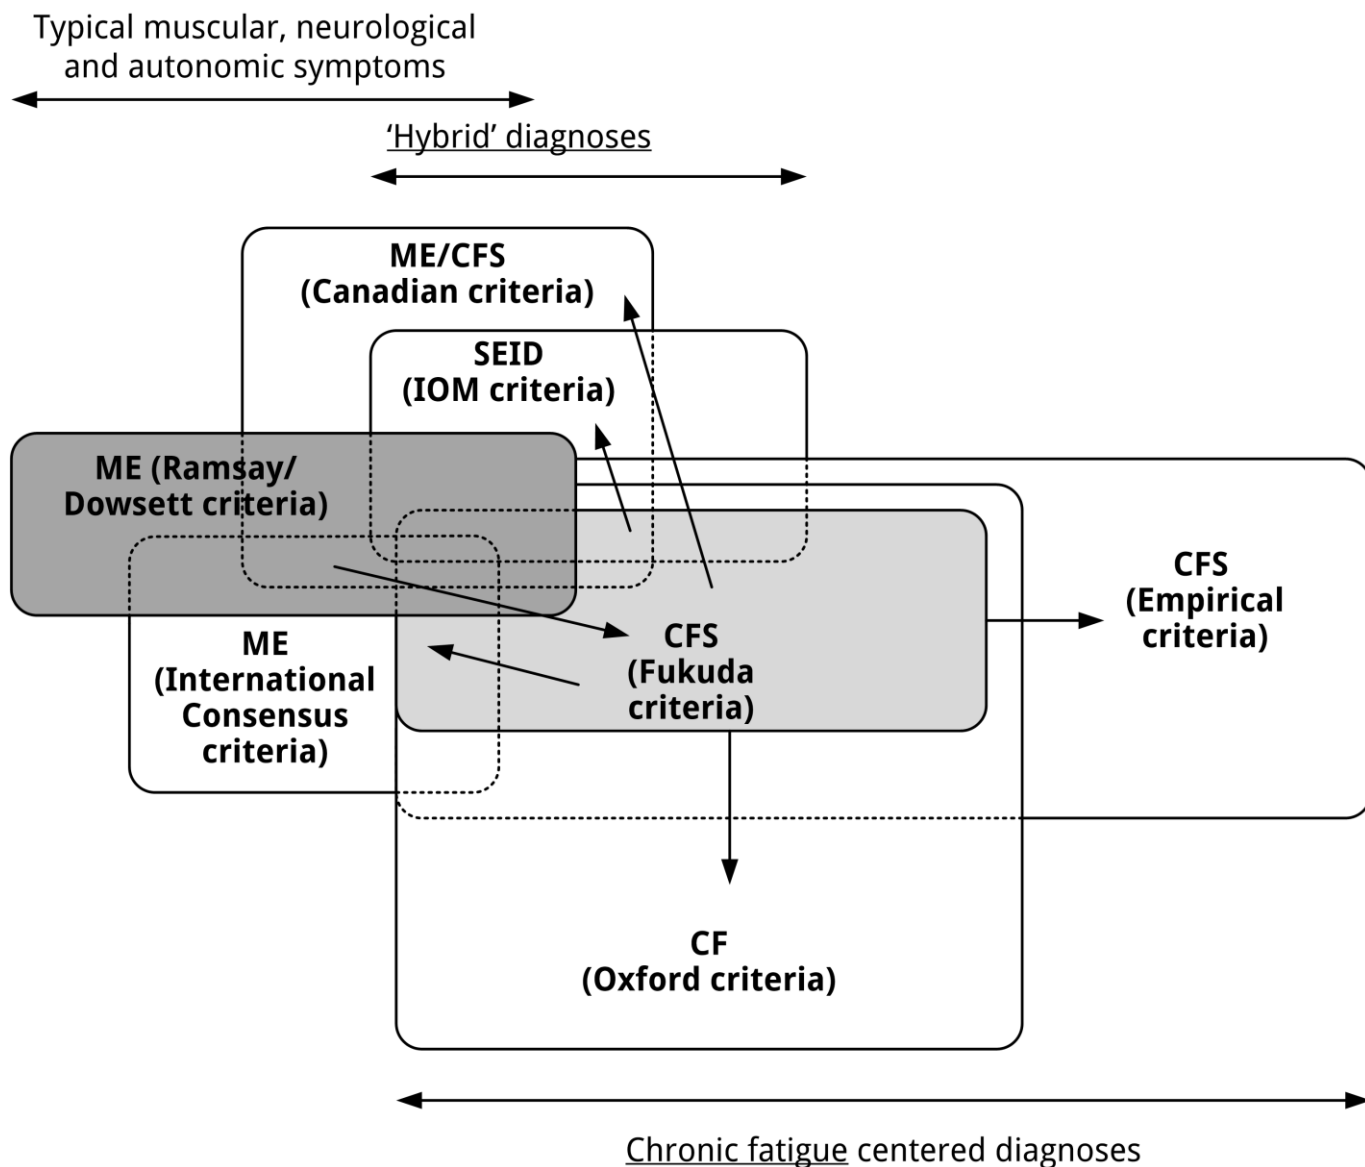 Typical muscular, neurological
and autonomic symptoms
‘Hybrid’ diagnoses
ME/CFS
(Canadian criteria)
SEID
(IOM criteria)
ME (Ramsay/
Dowsett criteria)
CFS
(Empirical
criteria)
ME
(International
Consensus
criteria)
CFS
(Fukuda
criteria)
CF
(Oxford criteria)
Chronic fatigue centered diagnoses